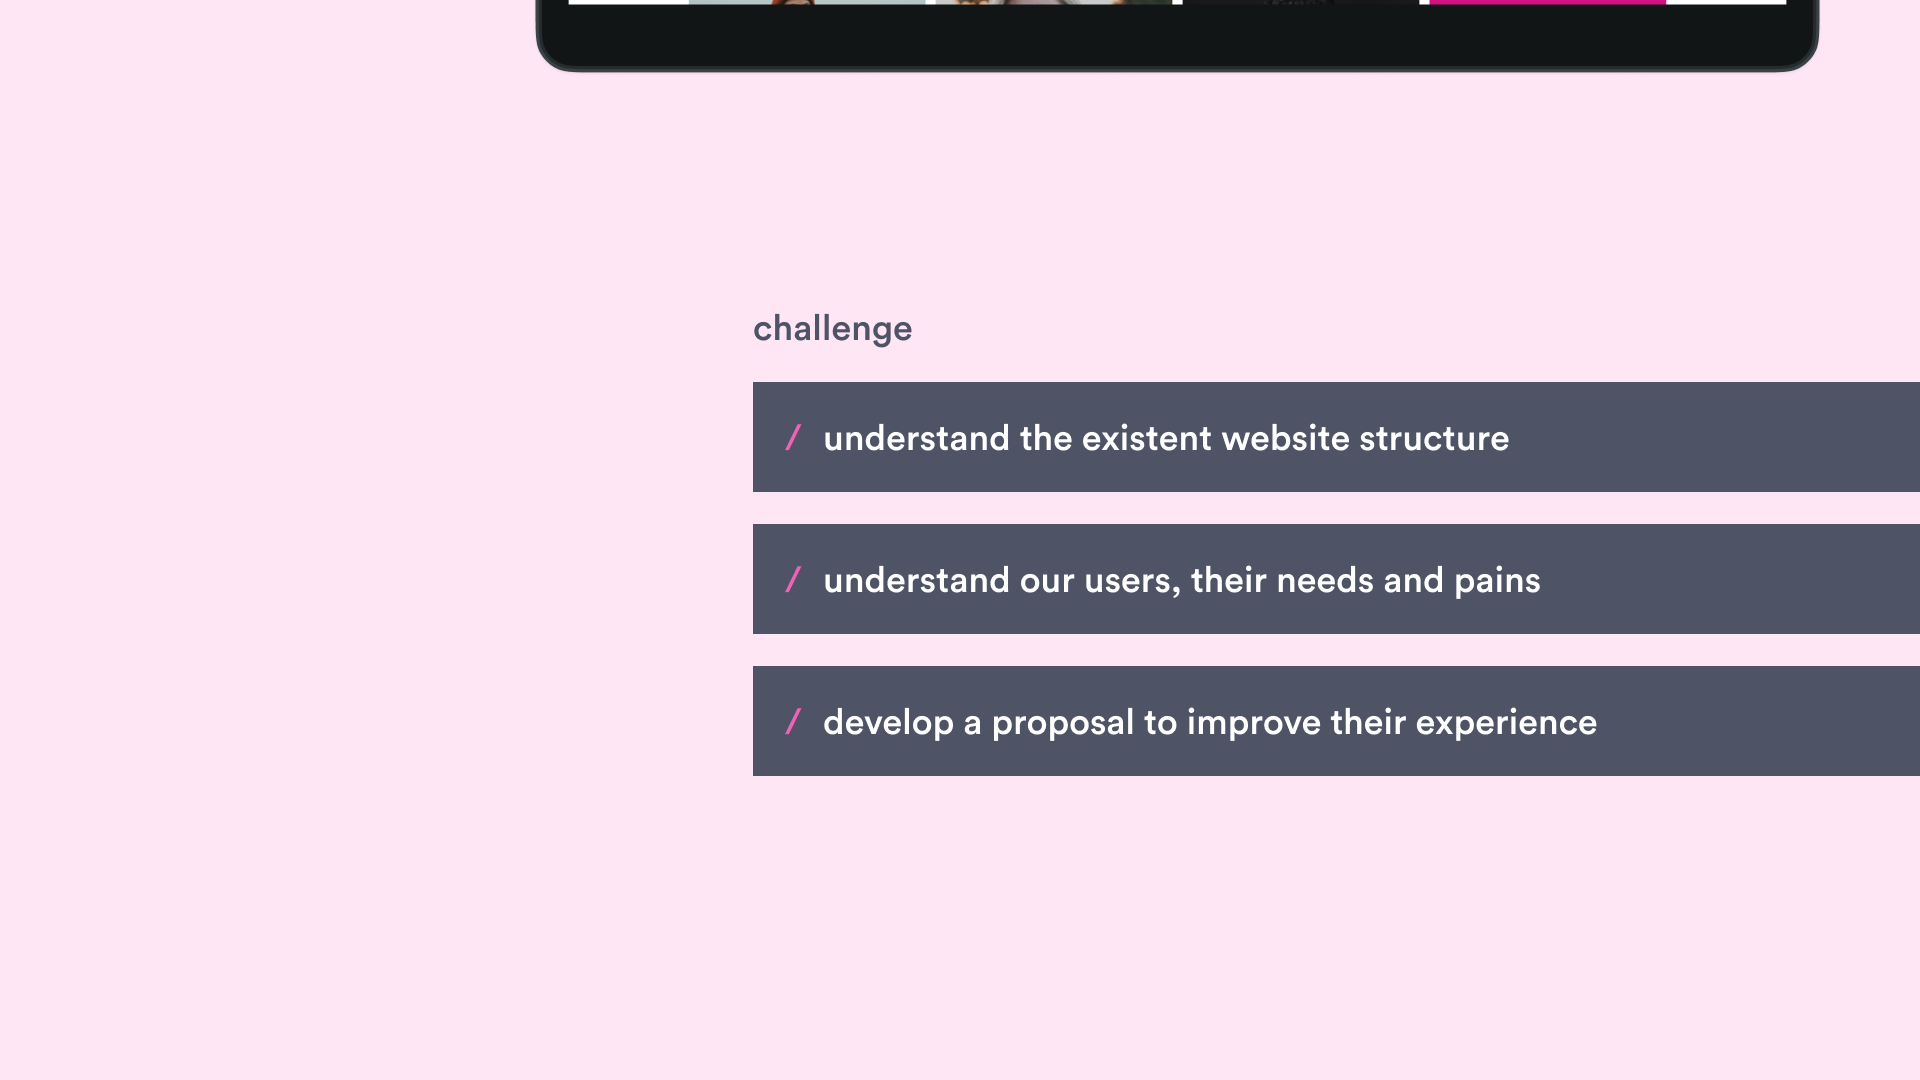 challenge
/ understand the existent website structure
/ understand our users, their needs and pains
/ develop a proposal to improve their experience